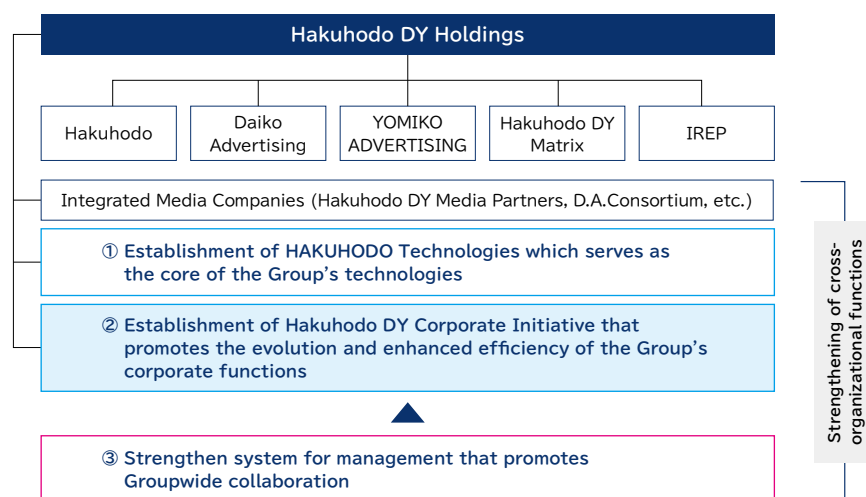 Hakuhodo DY Holdings
Hakuhodo
Daiko
Advertising
YOMIKO
ADVERTISING
Hakuhodo DY
Matrix
IREP
Integrated Media Companies (Hakuhodo DY Media Partners, D.A.Consortium, etc.)
① Establishment of HAKUHODO Technologies which serves as
the core of the Group’s technologies
② Establishment of Hakuhodo DY Corporate Initiative that
promotes the evolution and enhanced efficiency of the Group’s
corporate functions
③ Strengthen system for management that promotes
Groupwide collaboration
Strengthening of cross-
organizational functions